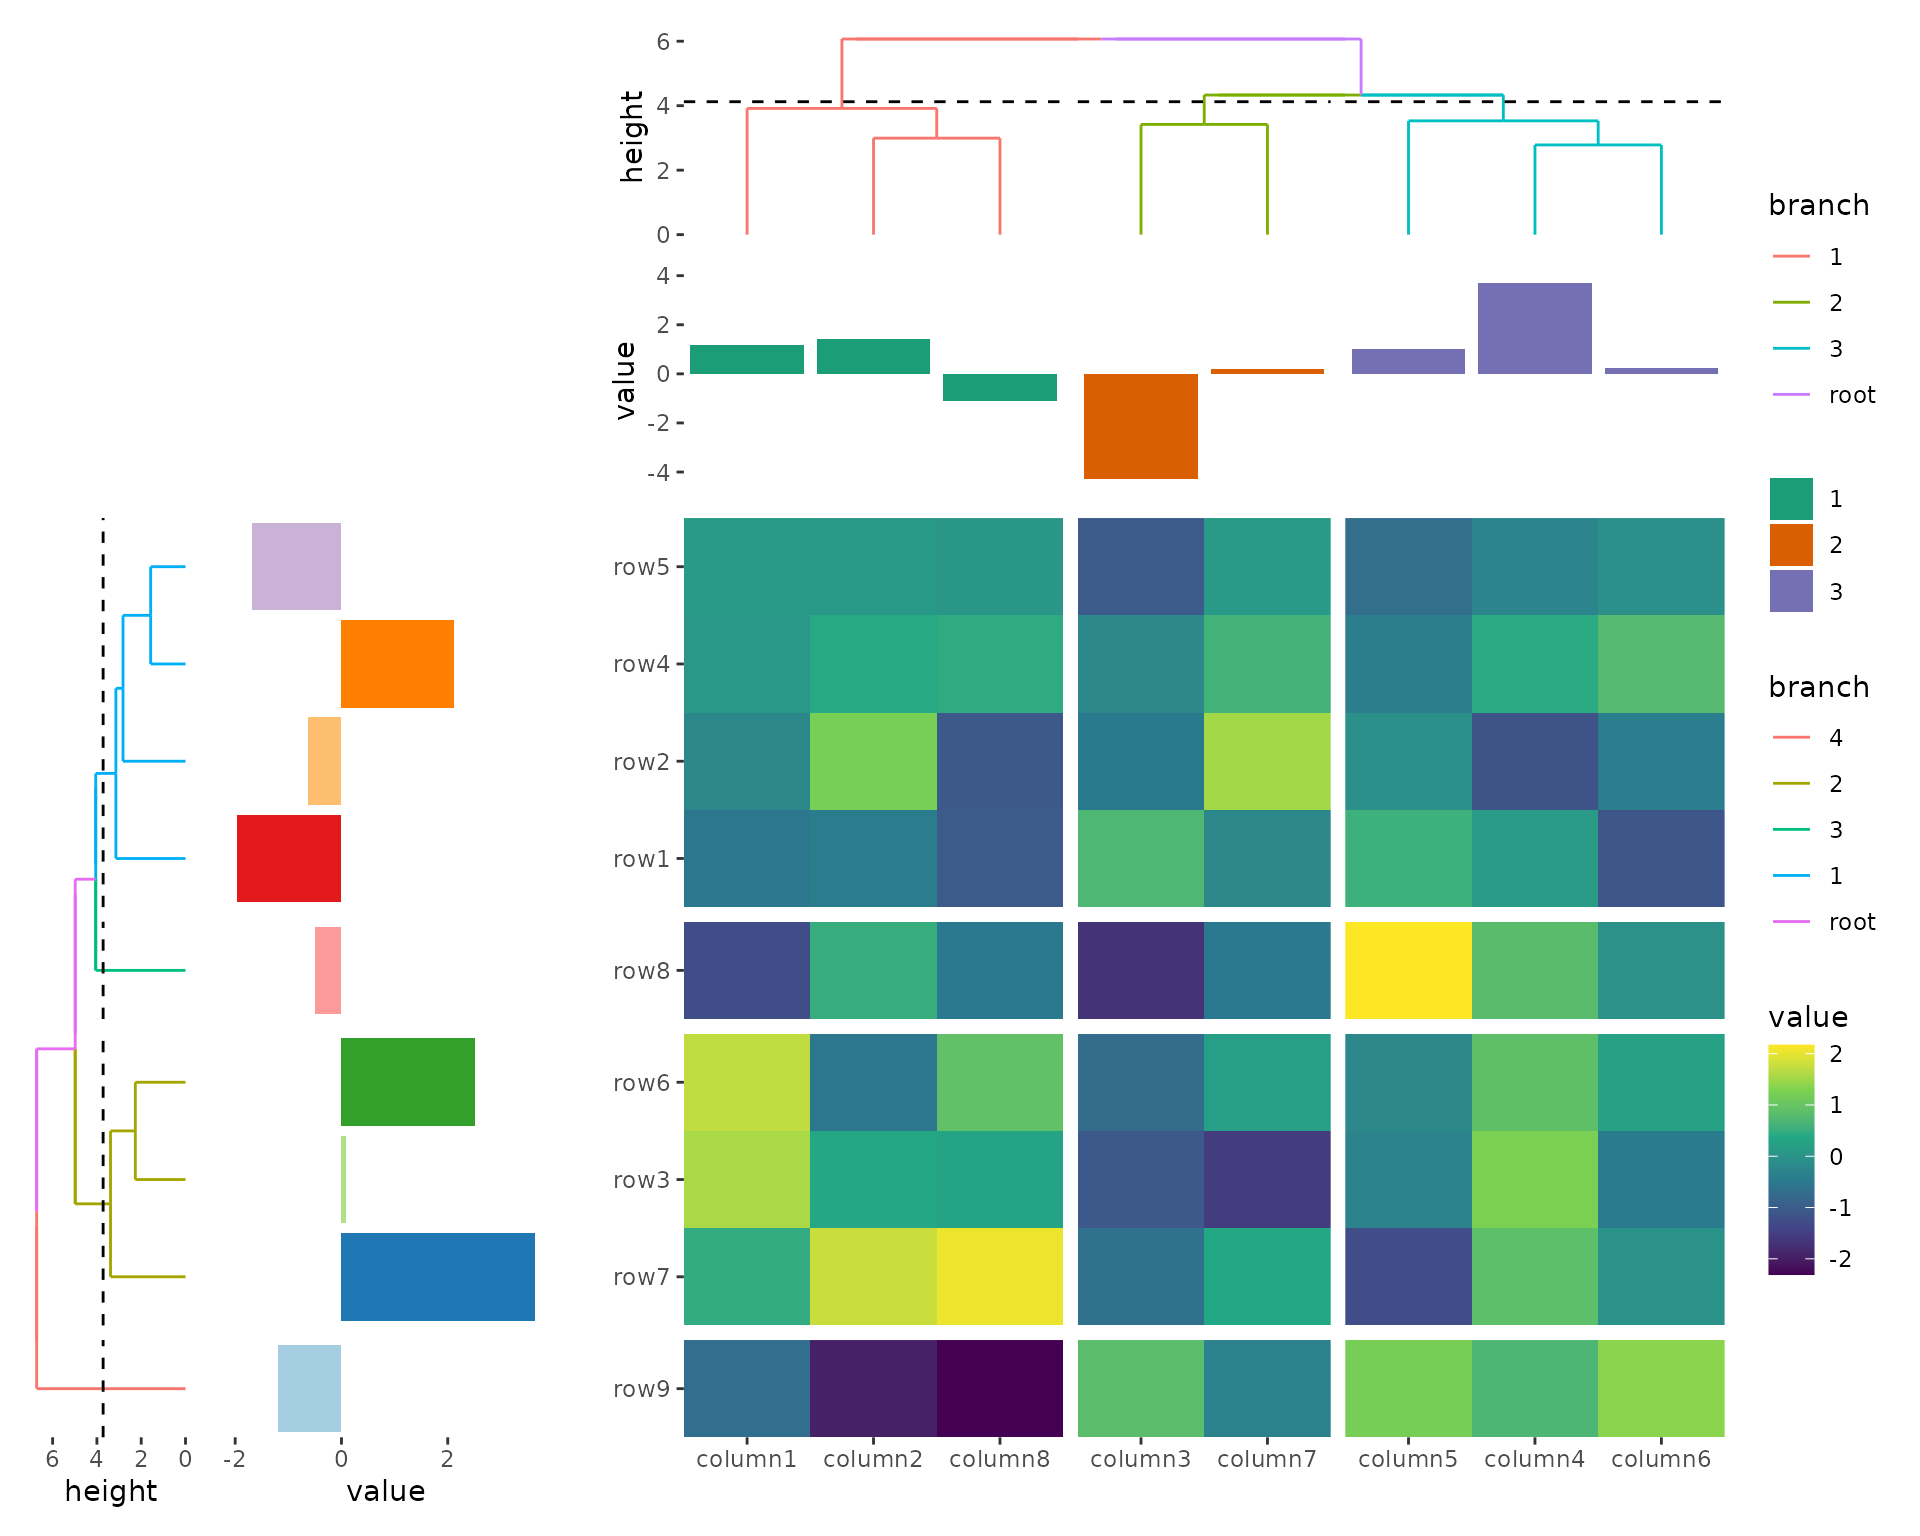 6
4
2
0
height
4
2
0
-2
-4
value
row5
row4
row2
row1
row8
row6
row3
row7
row9
6 4 2 0
height
-2 0 2
value
column1 column2 column8 column3 column7 column5 column4 column6
branch
1
2
3
root
1
2
3
branch
4
2
3
1
root
value
2
1
0
-1
-2